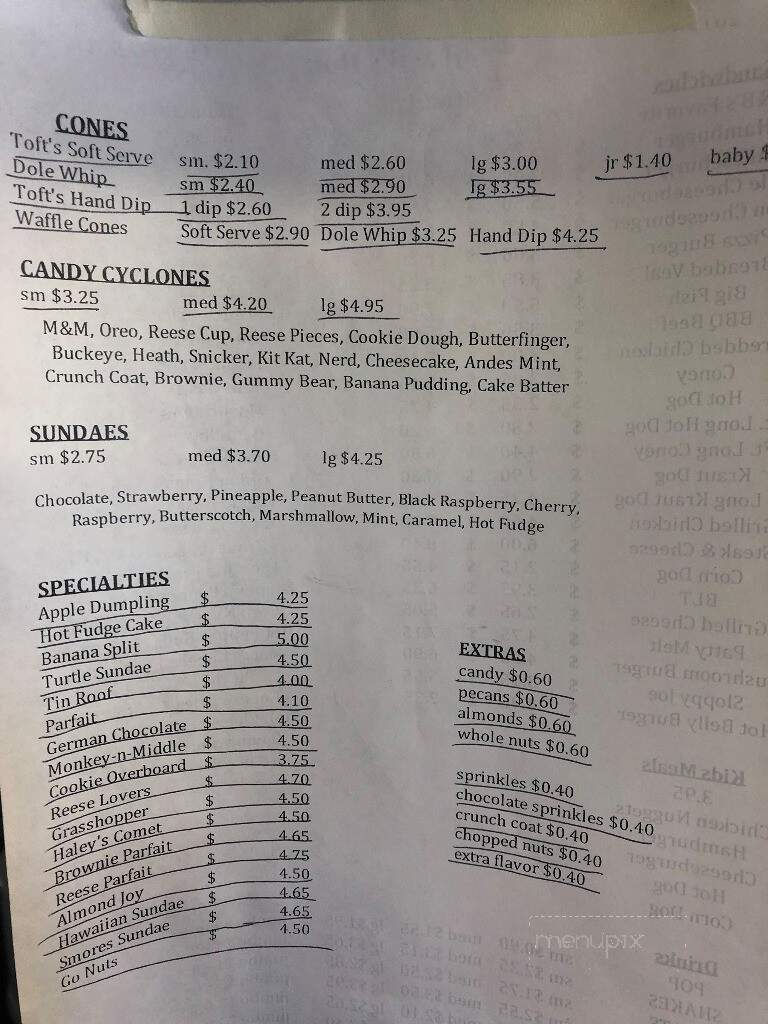 CONES
Toft's Soft Serve sm. $2.10 med $2.60 lg $3.00 jr $1.40 baby $
Dole Whip sm $2.40 med $2.90 lg $3.55
Toft's Hand Dip 1 dip $2.60 2 dip $3.95
Waffle Cones Soft Serve $2.90 Dole Whip $3.25 Hand Dip $4.25
CANDY CYCLONES
sm $3.25 med $4.20 lg $4.95
M&M, Oreo, Reese Cup, Reese Pieces, Cookie Dough, Butterfinger,
Buckeye, Heath, Snicker, Kit Kat, Nerd, Cheesecake, Andes Mint,
Crunch Coat, Brownie, Gummy Bear, Banana Pudding, Cake Batter
SUNDAES
sm $2.75 med $3.70 lg $4.25
Chocolate, Strawberry, Pineapple, Peanut Butter, Black Raspberry, Cherry,
Raspberry, Butterscotch, Marshmallow, Mint, Caramel, Hot Fudge
SPECIALTIES
Apple Dumpling $ 4.25
Hot Fudge Cake $ 4.25
Banana Split $ 5.00
Turtle Sundae $ 4.50
Tin Roof $ 4.00
Parfait $ 4.10
German Chocolate $ 4.50
Monkey-n-Middle $ 4.50
Cookie Overboard $ 3.75
Reese Lovers $ 4.70
Grasshopper $ 4.50
Haley's Comet $ 4.50
Brownie Parfait $ 4.65
Reese Parfait $ 4.75
Almond Joy $ 4.50
Hawaiian Sundae $ 4.65
Smores Sundae $ 4.65
Go Nuts $ 4.50
EXTRAS
candy $0.60
pecans $0.60
almonds $0.60
whole nuts $0.60
sprinkles $0.40
chocolate sprinkles $0.40
crunch coat $0.40
chopped nuts $0.40
extra flavor $0.40
menupix